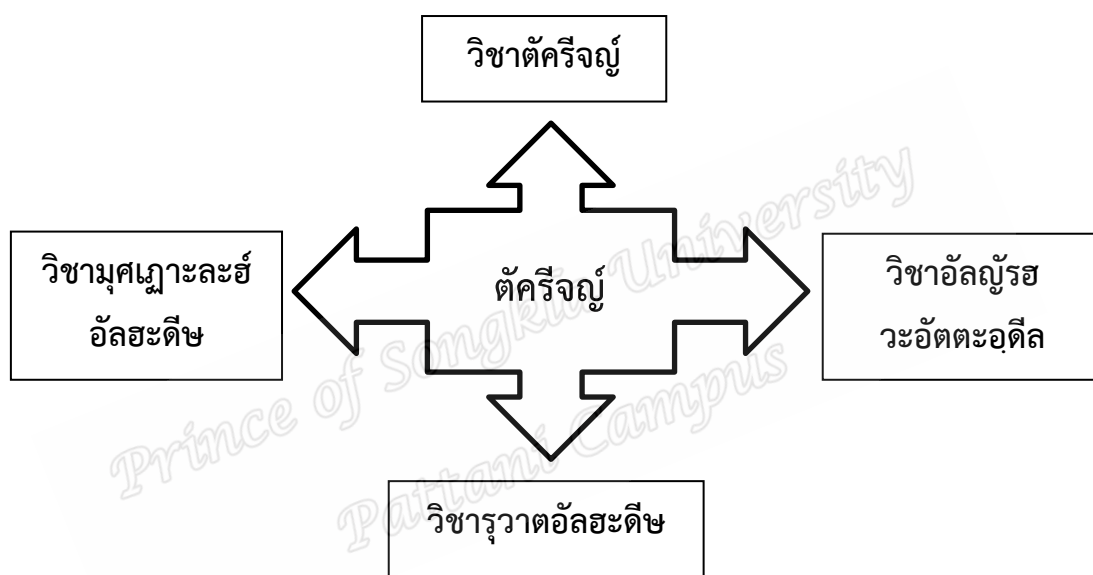 วิชาตัครีจญ์
วิชามุศเฏาะละฮ์
อัลฮะดีษ
ตัครีจญ์
วิชาอัลญัรฮ
วะอัตตะอฺดีล
วิชารุวาตอัลฮะดีษ
Prince of Songkla University
Pattani Campus